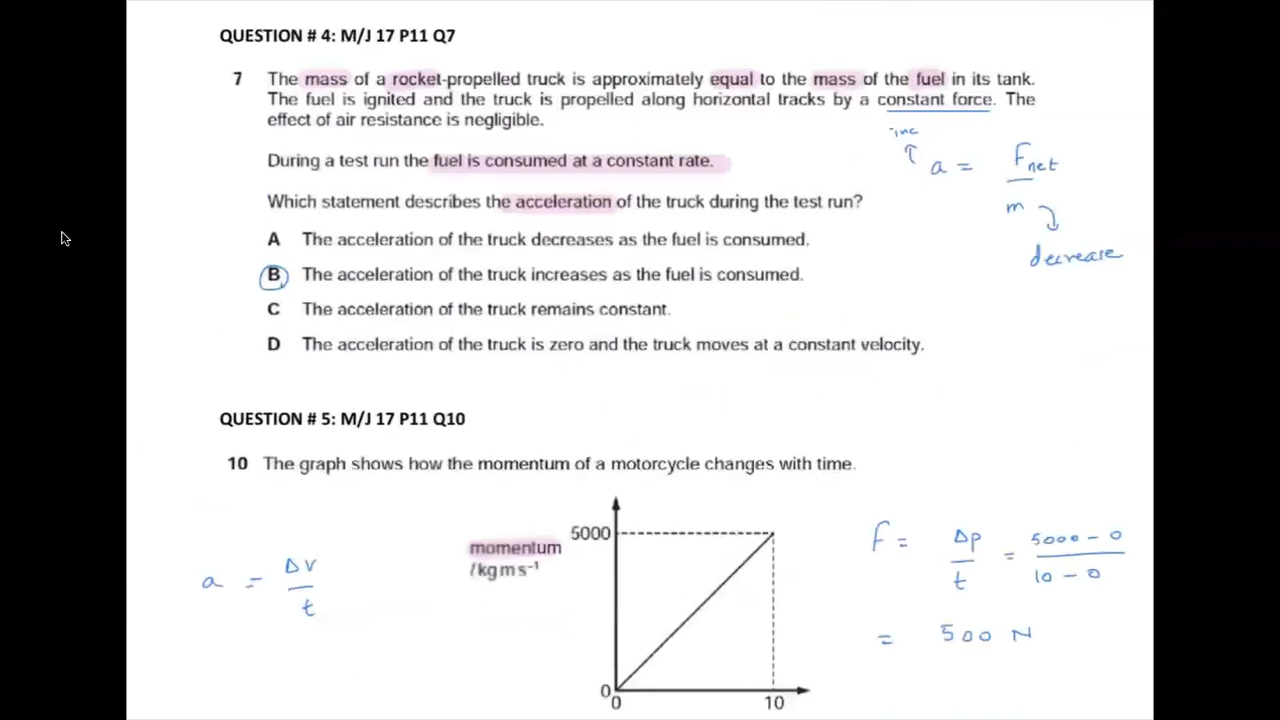 QUESTION # 4: M/J 17 P11 Q7
7 The mass of a rocket-propelled truck is approximately equal to the mass of the fuel in its tank.
The fuel is ignited and the truck is propelled along horizontal tracks by a constant force. The
effect of air resistance is negligible.
inc
↑ a = Fnet
m
decrease
During a test run the fuel is consumed at a constant rate.
Which statement describes the acceleration of the truck during the test run?
A The acceleration of the truck decreases as the fuel is consumed.
B The acceleration of the truck increases as the fuel is consumed.
C The acceleration of the truck remains constant.
D The acceleration of the truck is zero and the truck moves at a constant velocity.
QUESTION # 5: M/J 17 P11 Q10
10 The graph shows how the momentum of a motorcycle changes with time.
momentum
/kg m s⁻¹
5000
0
0 10
a = Δv
t
F = Δp = 5000 - 0
t 10 - 0
= 500 N